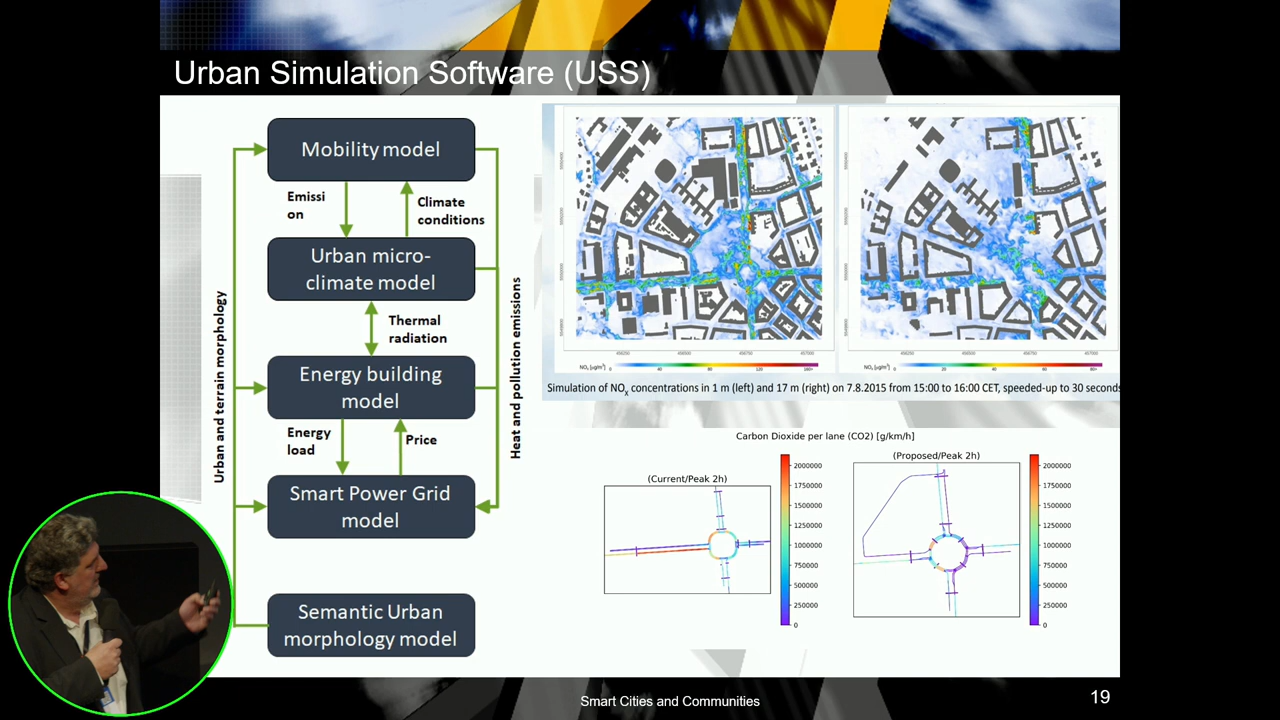 Urban Simulation Software (USS)
Mobility model
Emissi
on
Climate
conditions
Urban micro-
climate model
Thermal
radiation
Energy building
model
Energy
load
Price
Smart Power Grid
model
Semantic Urban
morphology model
Urban and terrain morphology
Heat and pollution emissions
Simulation of NOx concentrations in 1 m (left) and 17 m (right) on 7.8.2015 from 15:00 to 16:00 CET, speeded-up to 30 seconds
Carbon Dioxide per lane (CO2) [g/km/h]
(Current/Peak 2h)
2000000
1750000
1500000
1250000
1000000
750000
500000
250000
0
(Proposed/Peak 2h)
2000000
1750000
1500000
1250000
1000000
750000
500000
250000
0
Smart Cities and Communities
19